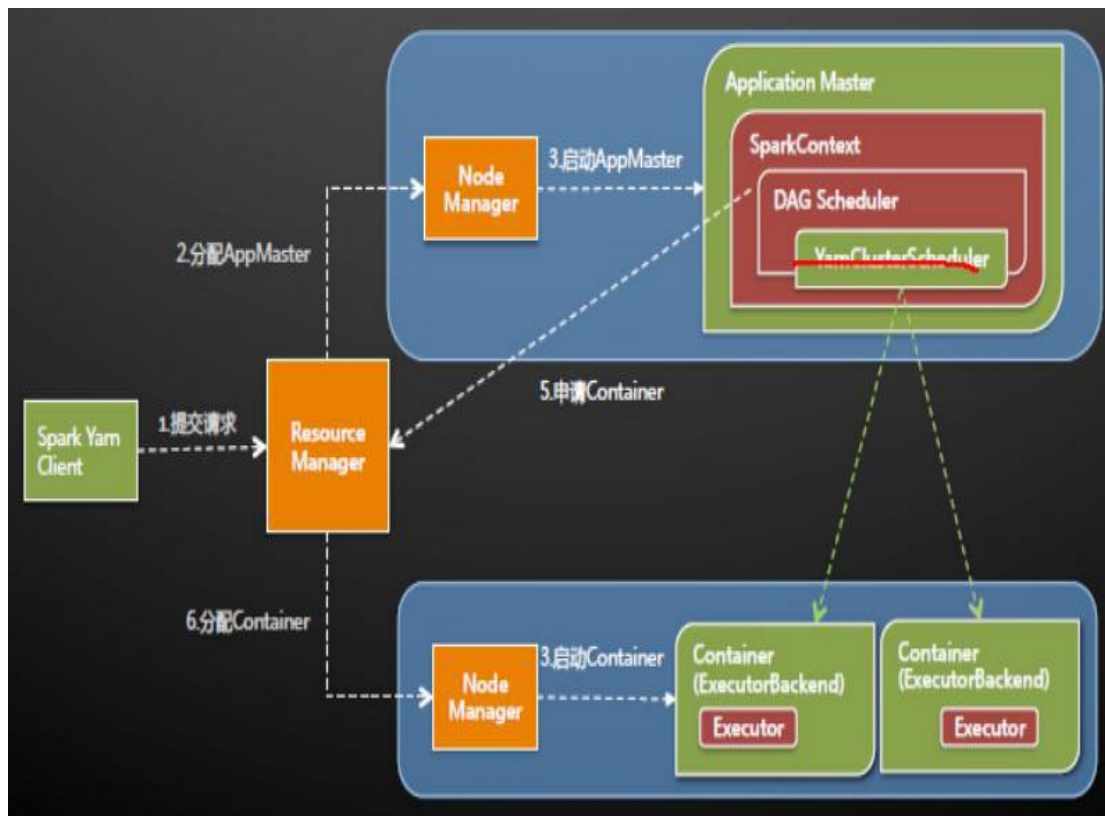 Application Master
SparkContext
DAG Scheduler
YarnClusterScheduler
Node
Manager
3.启动AppMaster
2.分配AppMaster
5.申请Container
Spark Yarn
Client
1.提交请求
Resource
Manager
6.分配Container
Node
Manager
3.启动Container
Container
(ExecutorBackend)
Executor
Container
(ExecutorBackend)
Executor